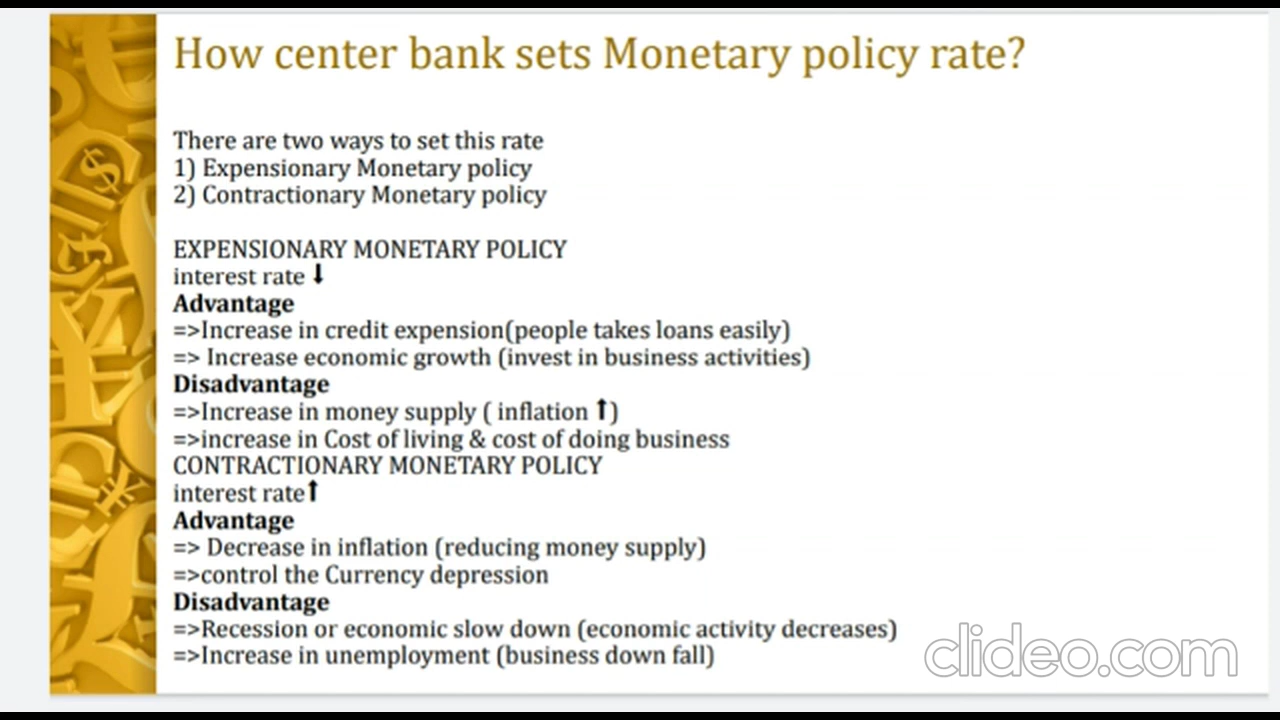 How center bank sets Monetary policy rate?
There are two ways to set this rate
1) Expensionary Monetary policy
2) Contractionary Monetary policy
EXPENSIONARY MONETARY POLICY
interest rate ⬇
Advantage
=>Increase in credit expension(people takes loans easily)
=> Increase economic growth (invest in business activities)
Disadvantage
=>Increase in money supply ( inflation ⬆)
=>increase in Cost of living & cost of doing business
CONTRACTIONARY MONETARY POLICY
interest rate⬆
Advantage
=> Decrease in inflation (reducing money supply)
=>control the Currency depression
Disadvantage
=>Recession or economic slow down (economic activity decreases)
=>Increase in unemployment (business down fall)
clideo.com